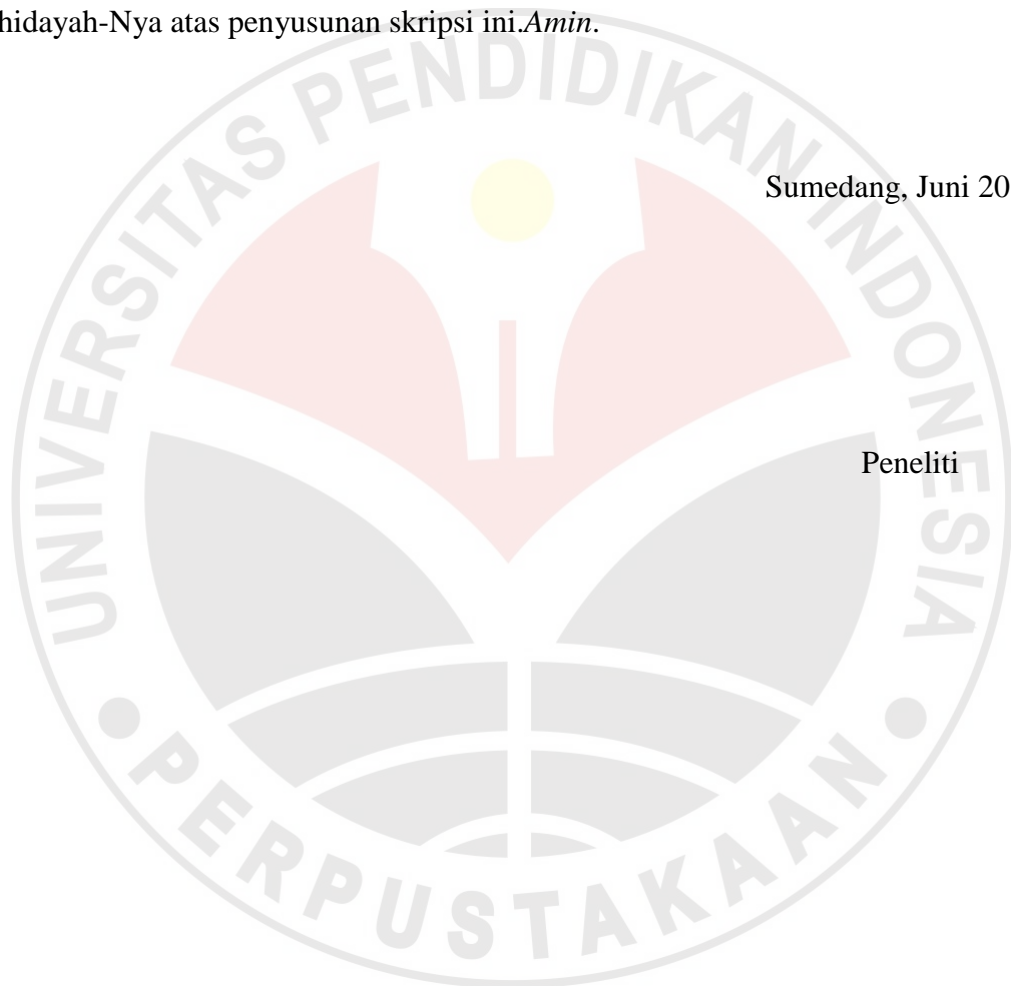 hidayah-Nya atas penyusunan skripsi ini.Amin.
Sumedang, Juni 20
Peneliti
UNIVERSITAS PENDIDIKAN INDONESIA
PERPUSTAKAAN